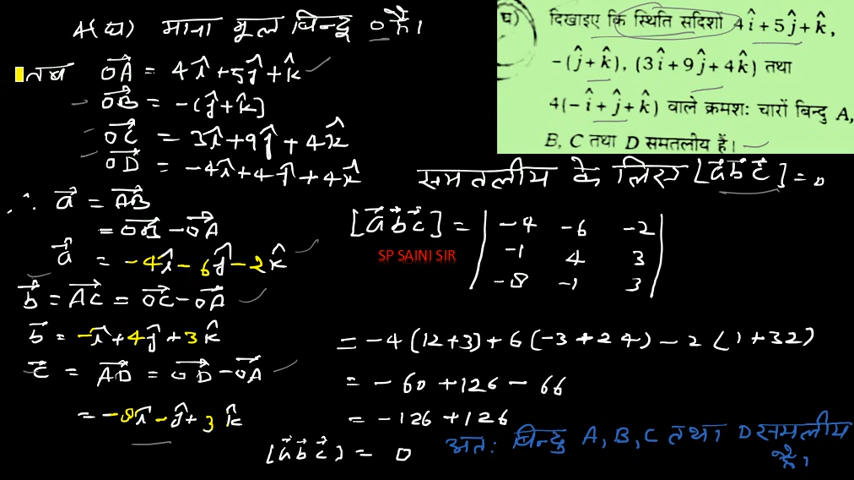 4(घ) माना मूल बिन्दु O है।
तब OA⃗ = 4î+5ĵ+k̂
OB⃗ = -(ĵ+k̂)
OC⃗ = 3î+9ĵ+4k̂
OD⃗ = -4î+4ĵ+4k̂
∴ a⃗ = AB⃗
= OB⃗ - OA⃗
a⃗ = -4î-6ĵ-2k̂
b⃗ = AC⃗ = OC⃗ - OA⃗
b⃗ = -î+4ĵ+3k̂
c⃗ = AD⃗ = OD⃗ - OA⃗
= -8î-ĵ+3k̂
घ) दिखाइए कि स्थिति सदिशों 4î+5ĵ+k̂,
-(ĵ+k̂), (3î+9ĵ+4k̂) तथा
4(-î+ĵ+k̂) वाले क्रमशः चारों बिन्दु A,
B, C तथा D समतलीय हैं।
समतलीय के लिए [a⃗ b⃗ c⃗] = 0
[a⃗ b⃗ c⃗] = | -4 -6 -2 |
| -1 4 3 |
| -8 -1 3 |
SP SAINI SIR
= -4(12+3)+6(-3+24)-2(1+32)
= -60+126-66
= -126+126
[a⃗ b⃗ c⃗] = 0
अतः बिन्दु A, B, C तथा D समलीय
है।